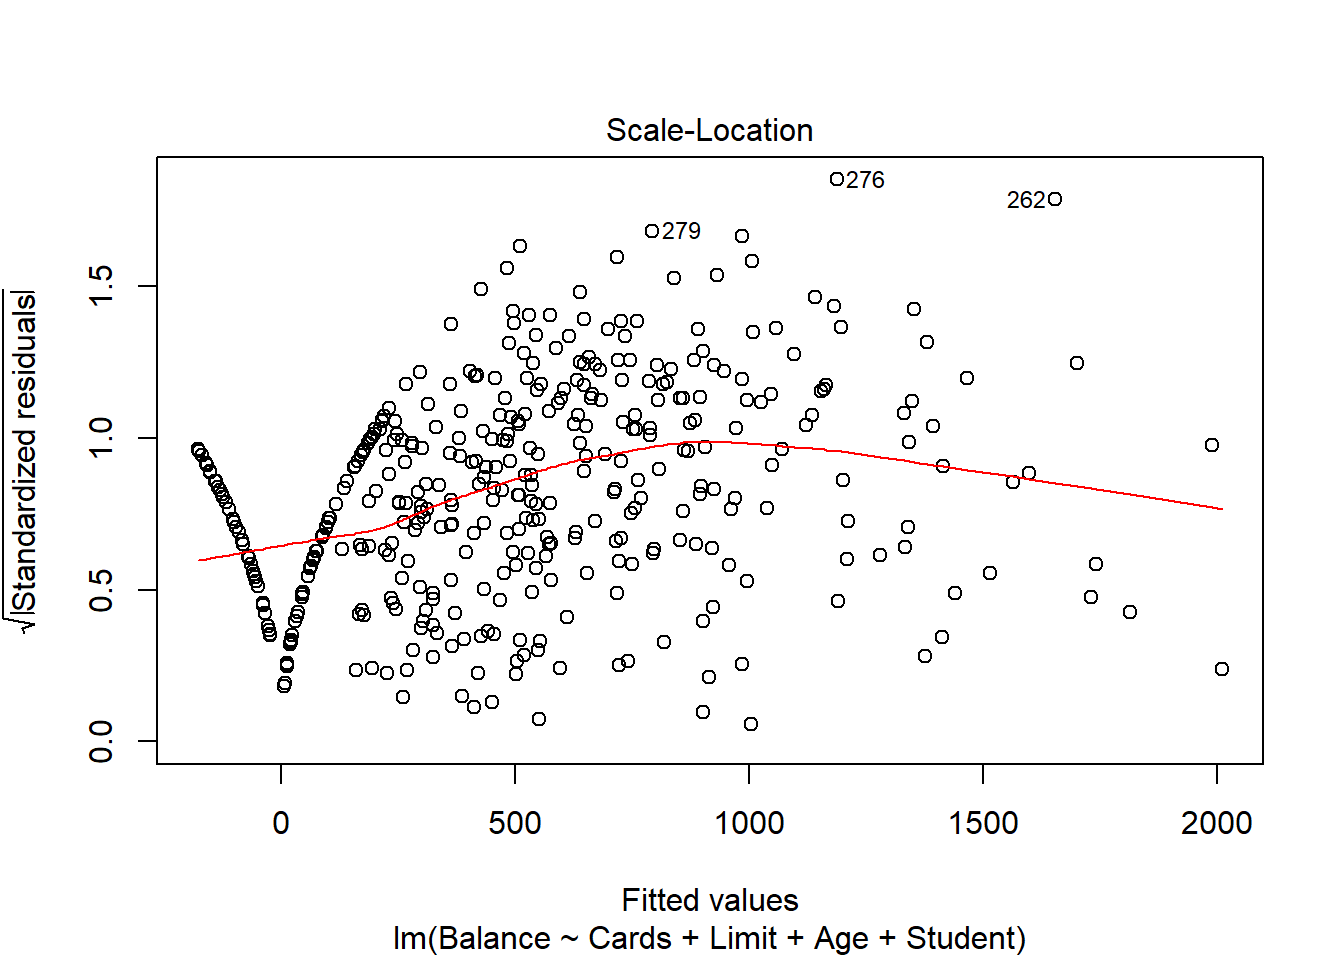 Scale-Location
√|Standardized residuals|
276
262
279
1.5
1.0
0.5
0.0
0 500 1000 1500 2000
Fitted values
lm(Balance ~ Cards + Limit + Age + Student)